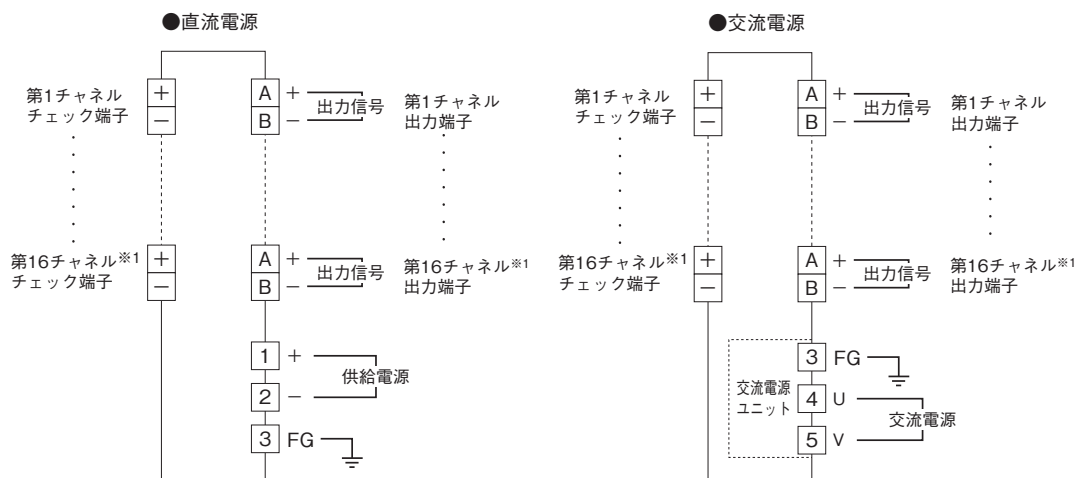 ●直流電源
第1チャネル
チェック端子
+
−
A
B
+
−
出力信号
第1チャネル
出力端子
第16チャネル※1
チェック端子
+
−
A
B
+
−
出力信号
第16チャネル※1
出力端子
1
+
2
−
供給電源
3
FG
●交流電源
第1チャネル
チェック端子
+
−
A
B
+
−
出力信号
第1チャネル
出力端子
第16チャネル※1
チェック端子
+
−
A
B
+
−
出力信号
第16チャネル※1
出力端子
交流電源
ユニット
3
FG
4
U
5
V
交流電源